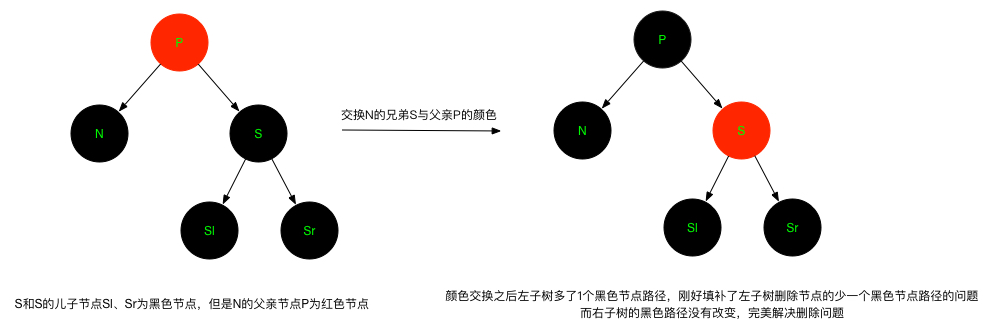 P
N
S
Sl
Sr
交换N的兄弟S与父亲P的颜色
P
N
S
Sl
Sr
S和S的儿子节点Sl、Sr为黑色节点，但是N的父亲节点P为红色节点
颜色交换之后左子树多了1个黑色节点路径，刚好填补了左子树删除节点的少一个黑色节点路径的问题
而右子树的黑色路径没有改变，完美解决删除问题